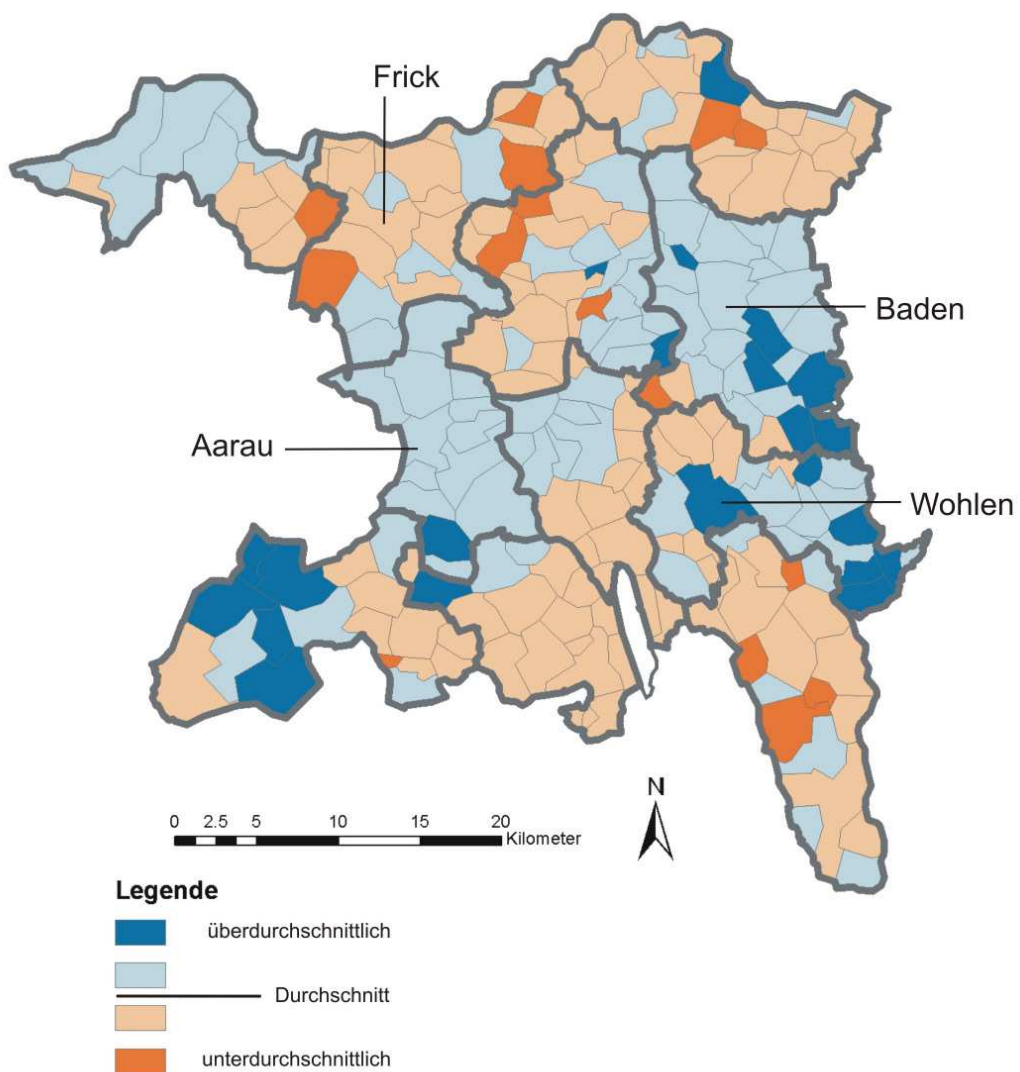 Frick
Baden
Aarau
Wohlen
N
0 2.5 5 10 15 20
Kilometer
Legende
überdurchschnittlich
Durchschnitt
unterdurchschnittlich